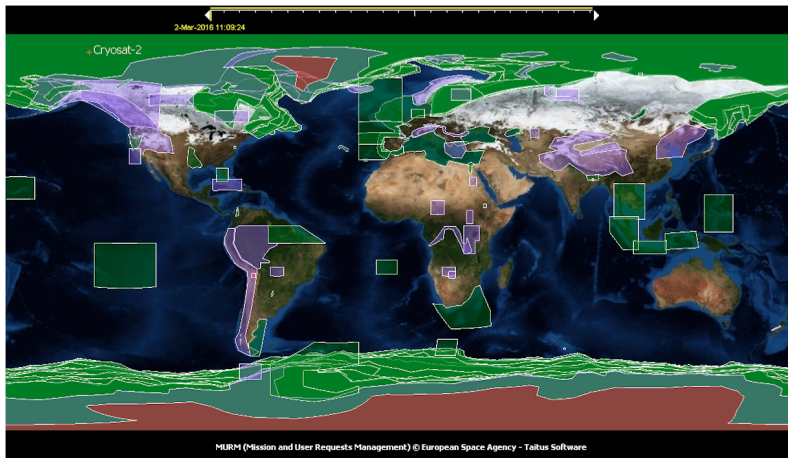 2-Mar-2016 11:09:24
Cryosat-2
MURM (Mission and User Requests Management) © European Space Agency - Taitus Software